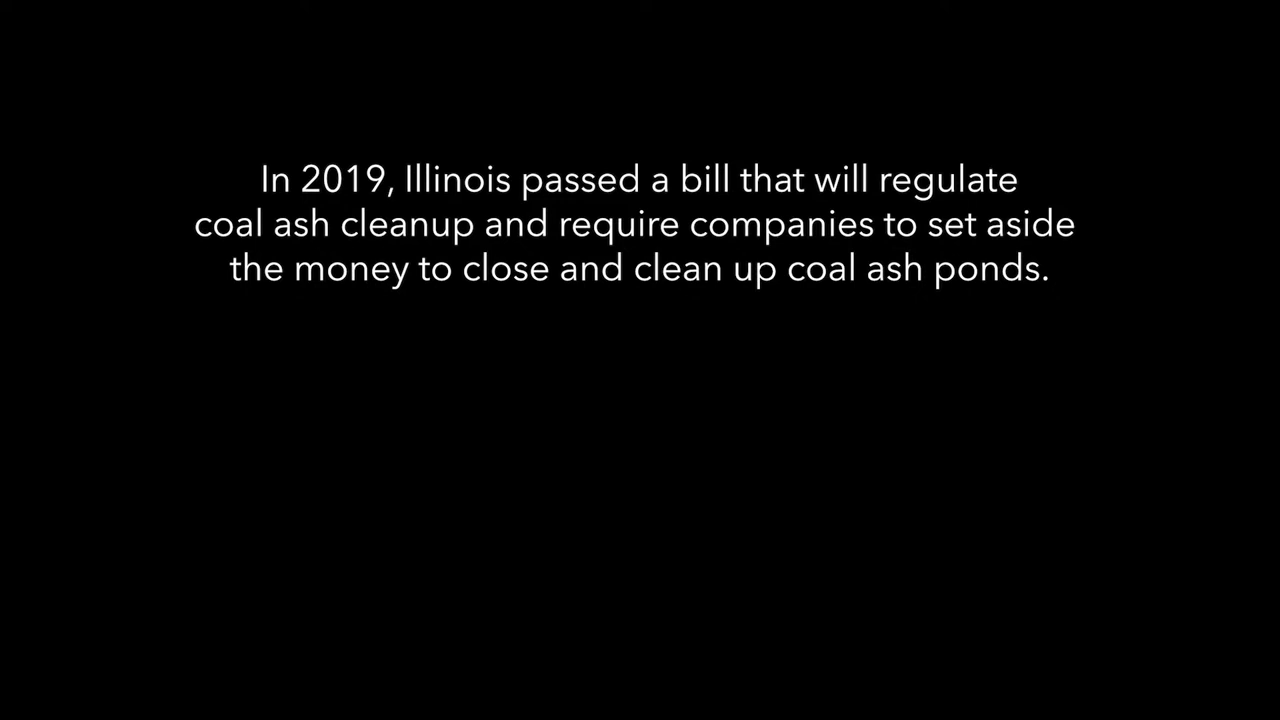 In 2019, Illinois passed a bill that will regulate
coal ash cleanup and require companies to set aside
the money to close and clean up coal ash ponds.